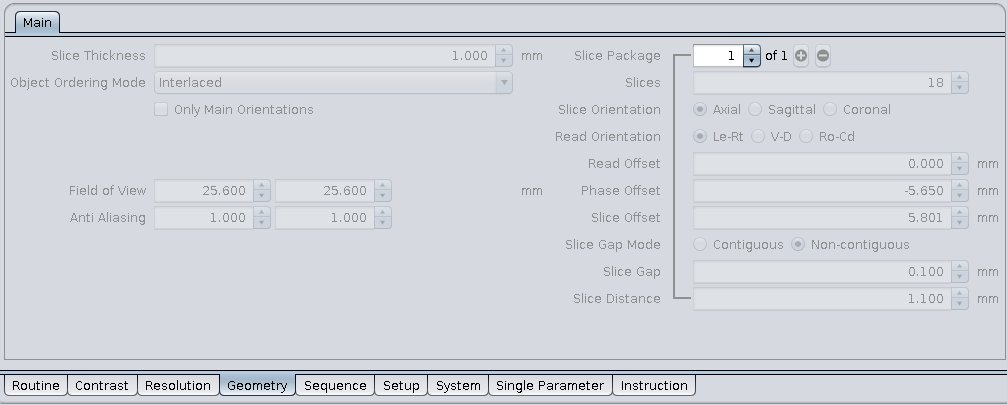 Main
Slice Thickness 1.000 mm Slice Package 1 of 1
Object Ordering Mode Interlaced Slices 18
Only Main Orientations Slice Orientation Axial Sagittal Coronal
Read Orientation Le-Rt V-D Ro-Cd
Read Offset 0.000 mm
Field of View 25.600 25.600 mm Phase Offset -5.650 mm
Anti Aliasing 1.000 1.000 Slice Offset 5.801 mm
Slice Gap Mode Contiguous Non-contiguous
Slice Gap 0.100 mm
Slice Distance 1.100 mm
Routine Contrast Resolution Geometry Sequence Setup System Single Parameter Instruction